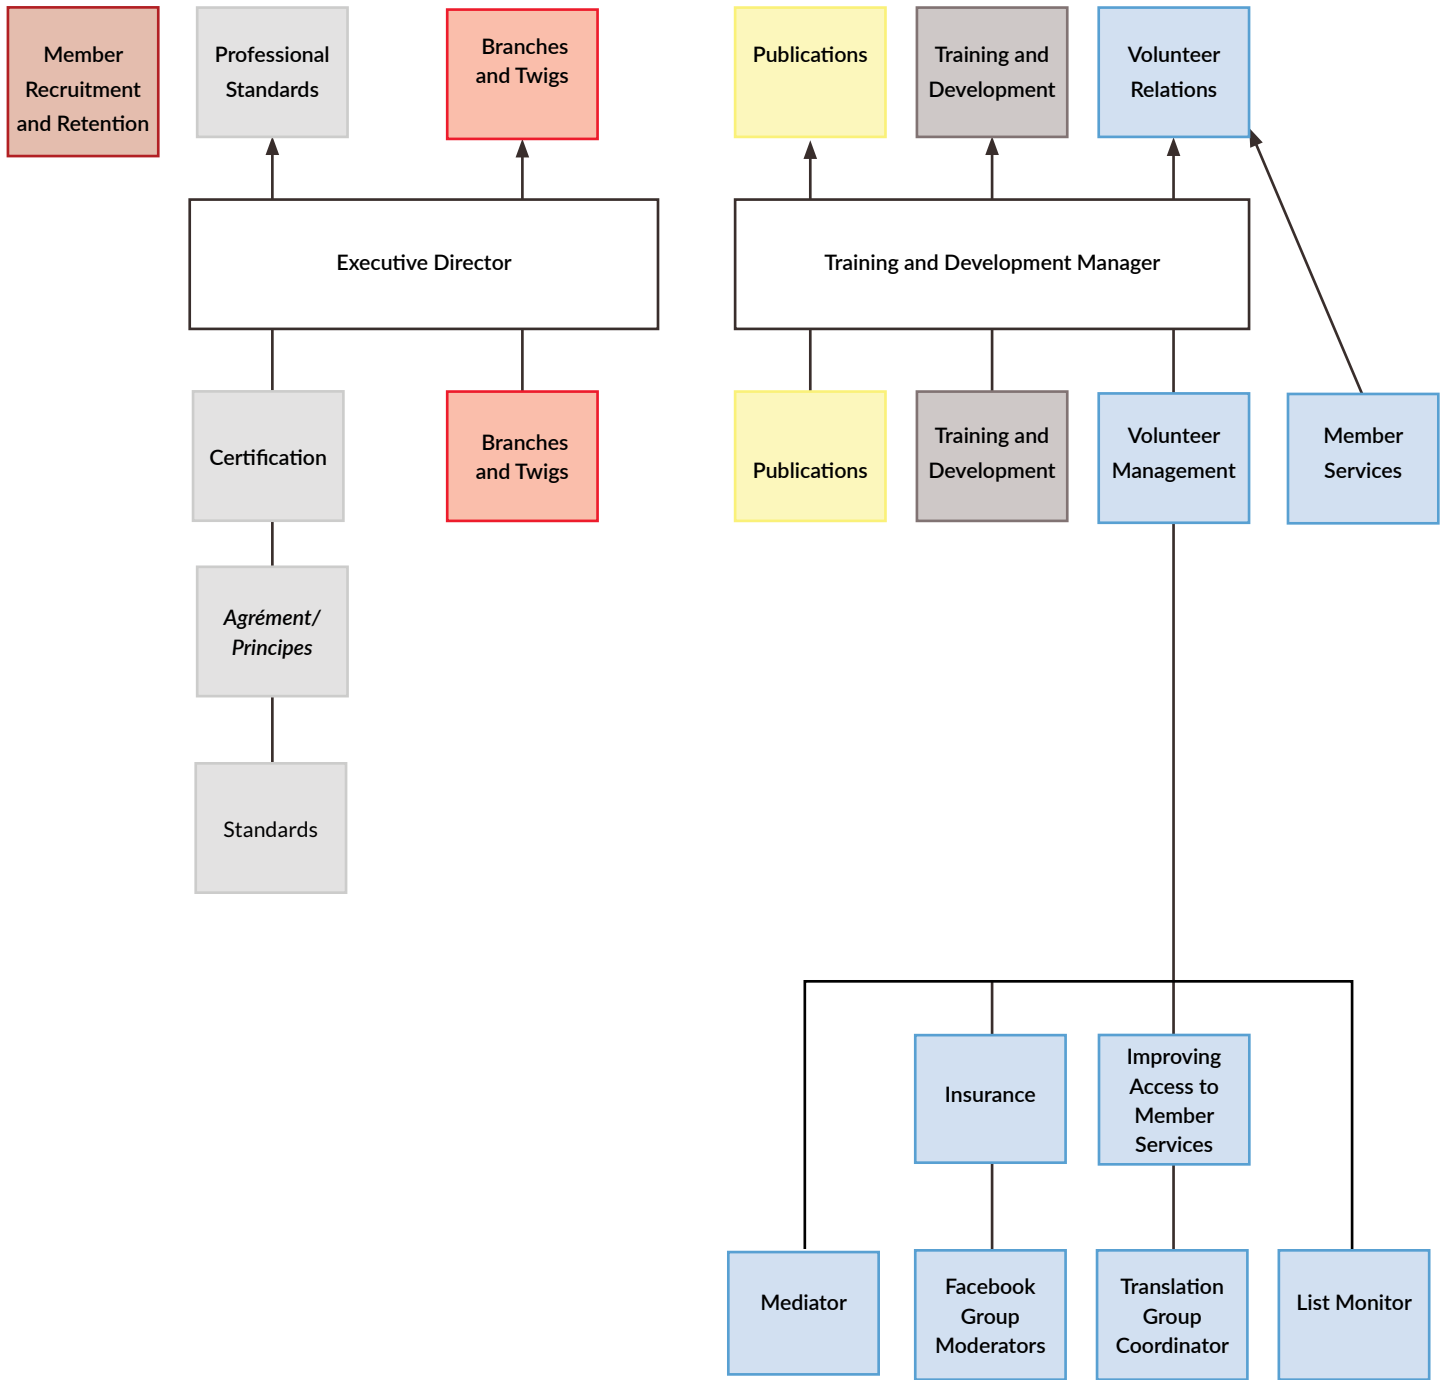 Member
Recruitment
and Retention
Professional
Standards
Branches
and Twigs
Publications
Training and
Development
Volunteer
Relations
Executive Director
Training and Development Manager
Certification
Branches
and Twigs
Publications
Training and
Development
Volunteer
Management
Member
Services
Agrément/
Principes
Standards
Insurance
Improving
Access to
Member
Services
Mediator
Facebook
Group
Moderators
Translation
Group
Coordinator
List Monitor